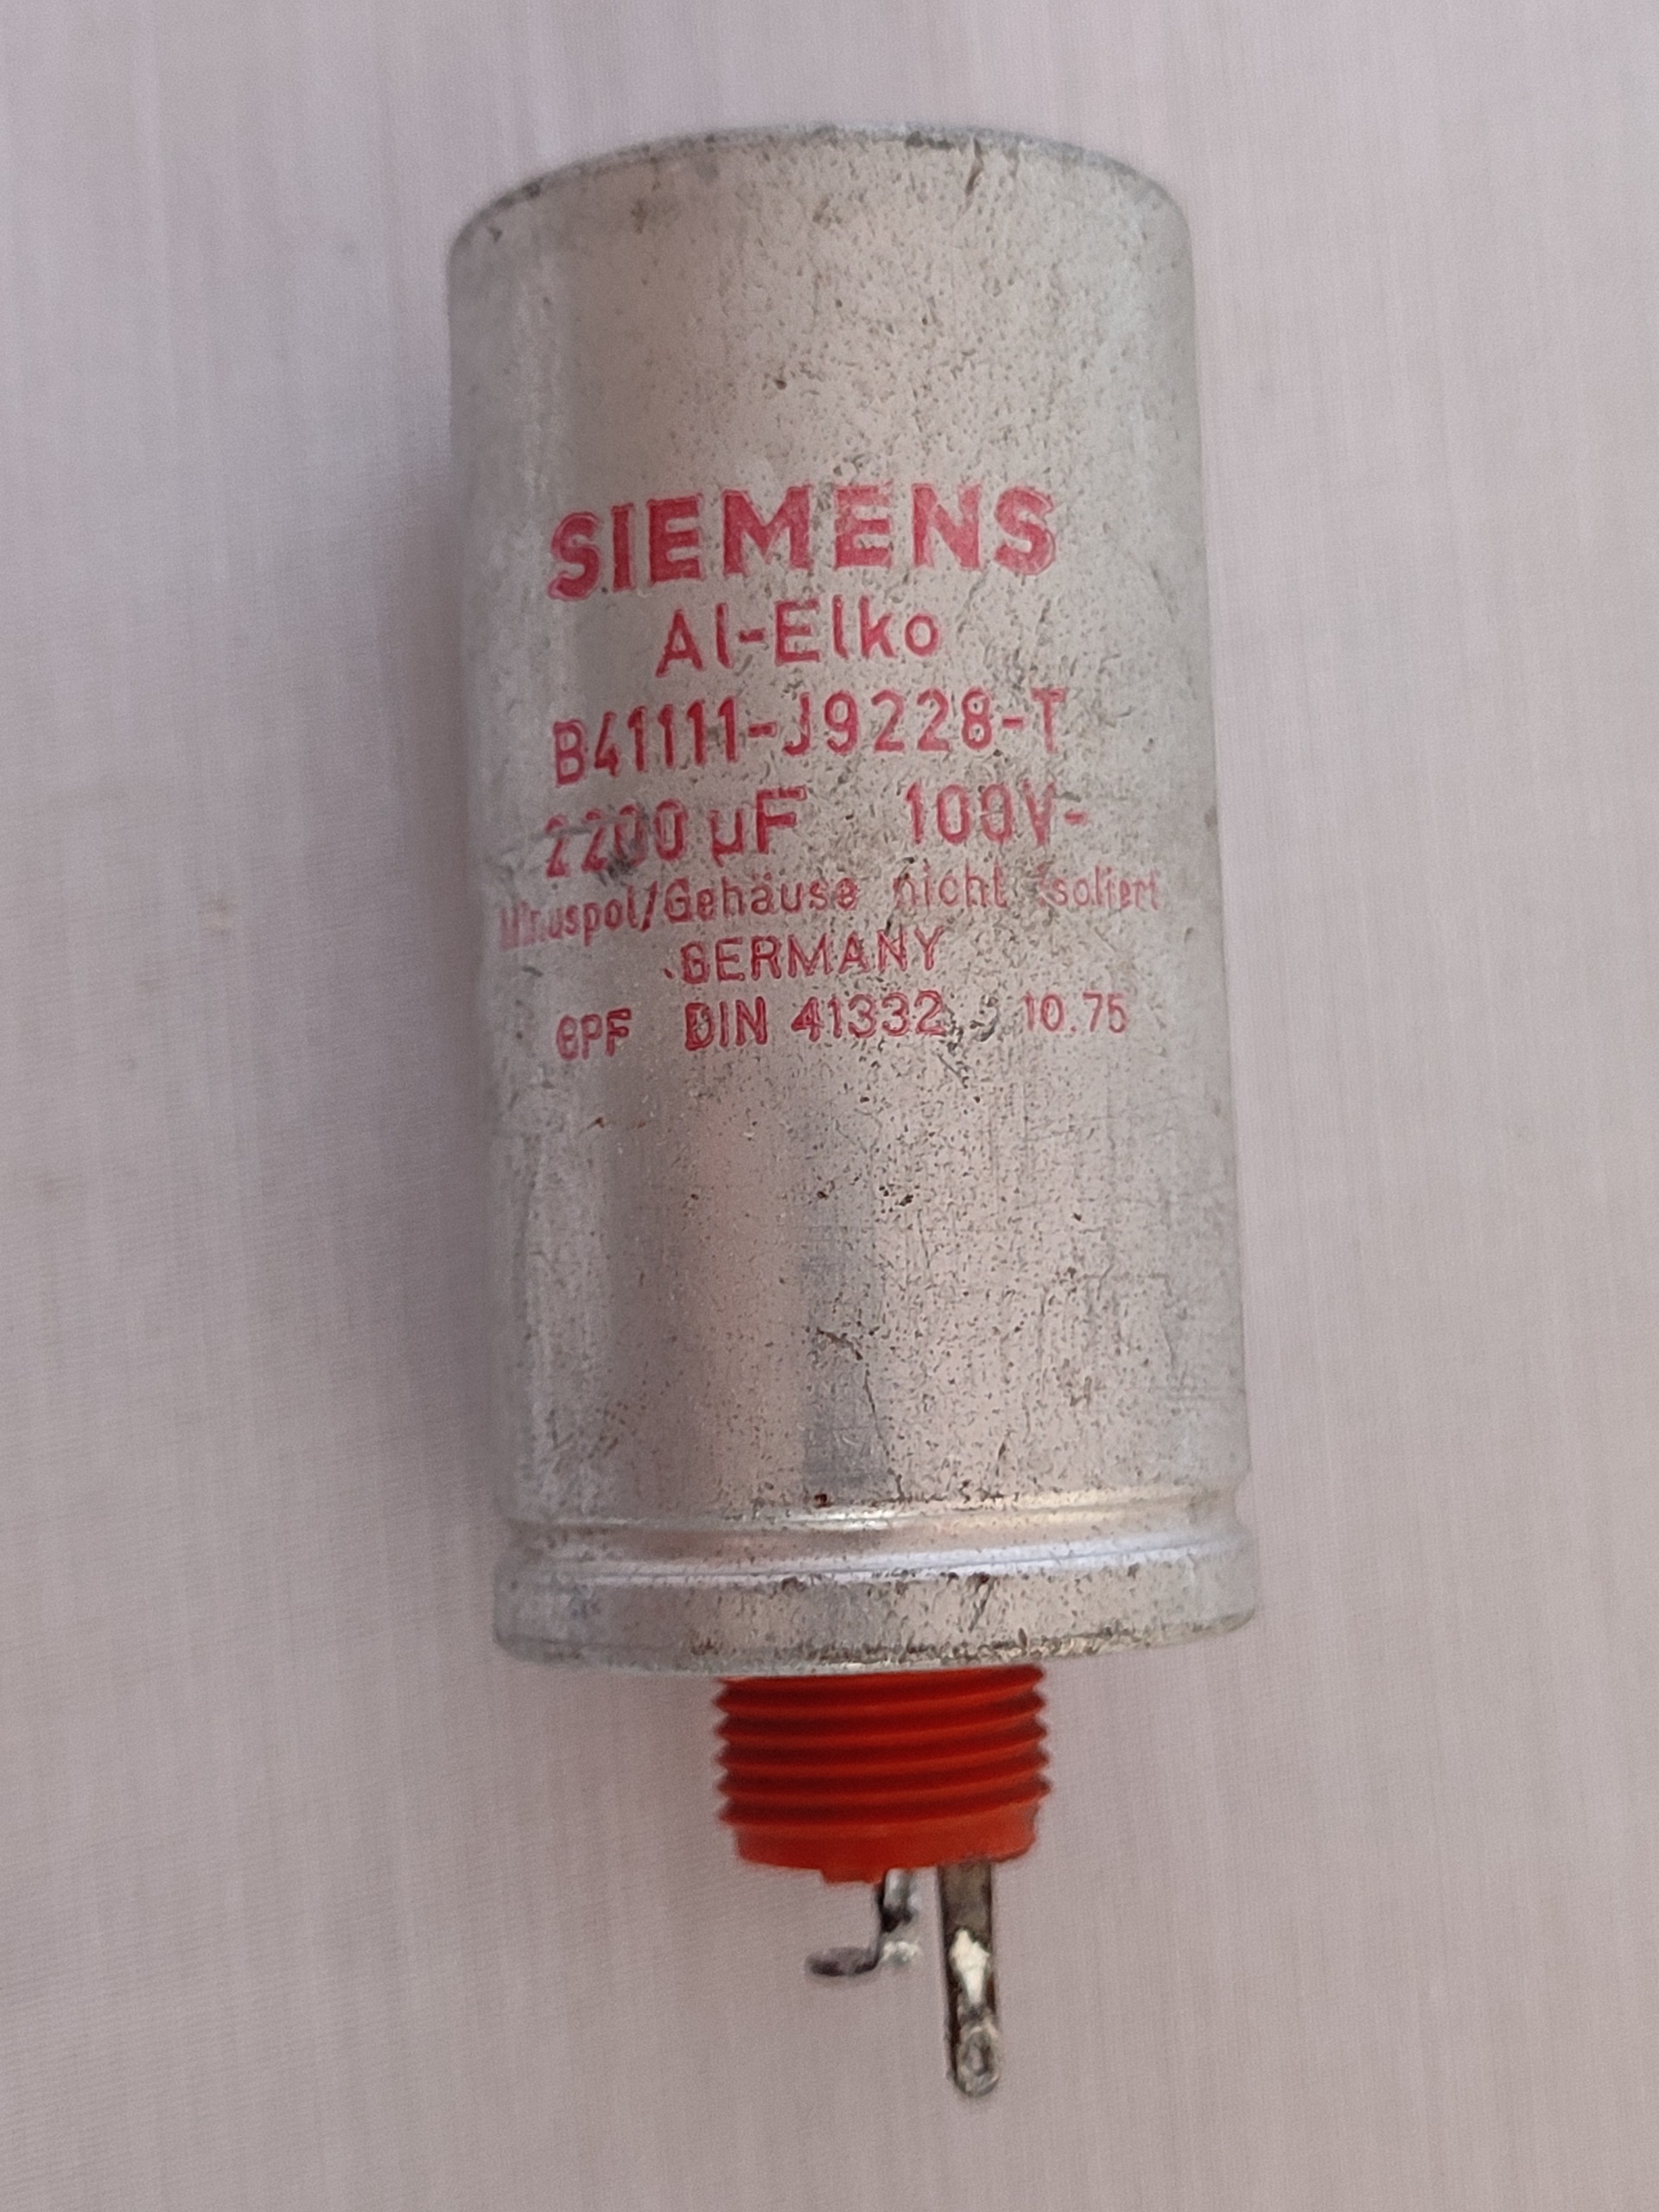 SIEMENS
Al-Elko
B41111-J9228-T
2200 µF 100V-
Minuspol/Gehäuse nicht isoliert
GERMANY
GPF DIN 41332 10.75